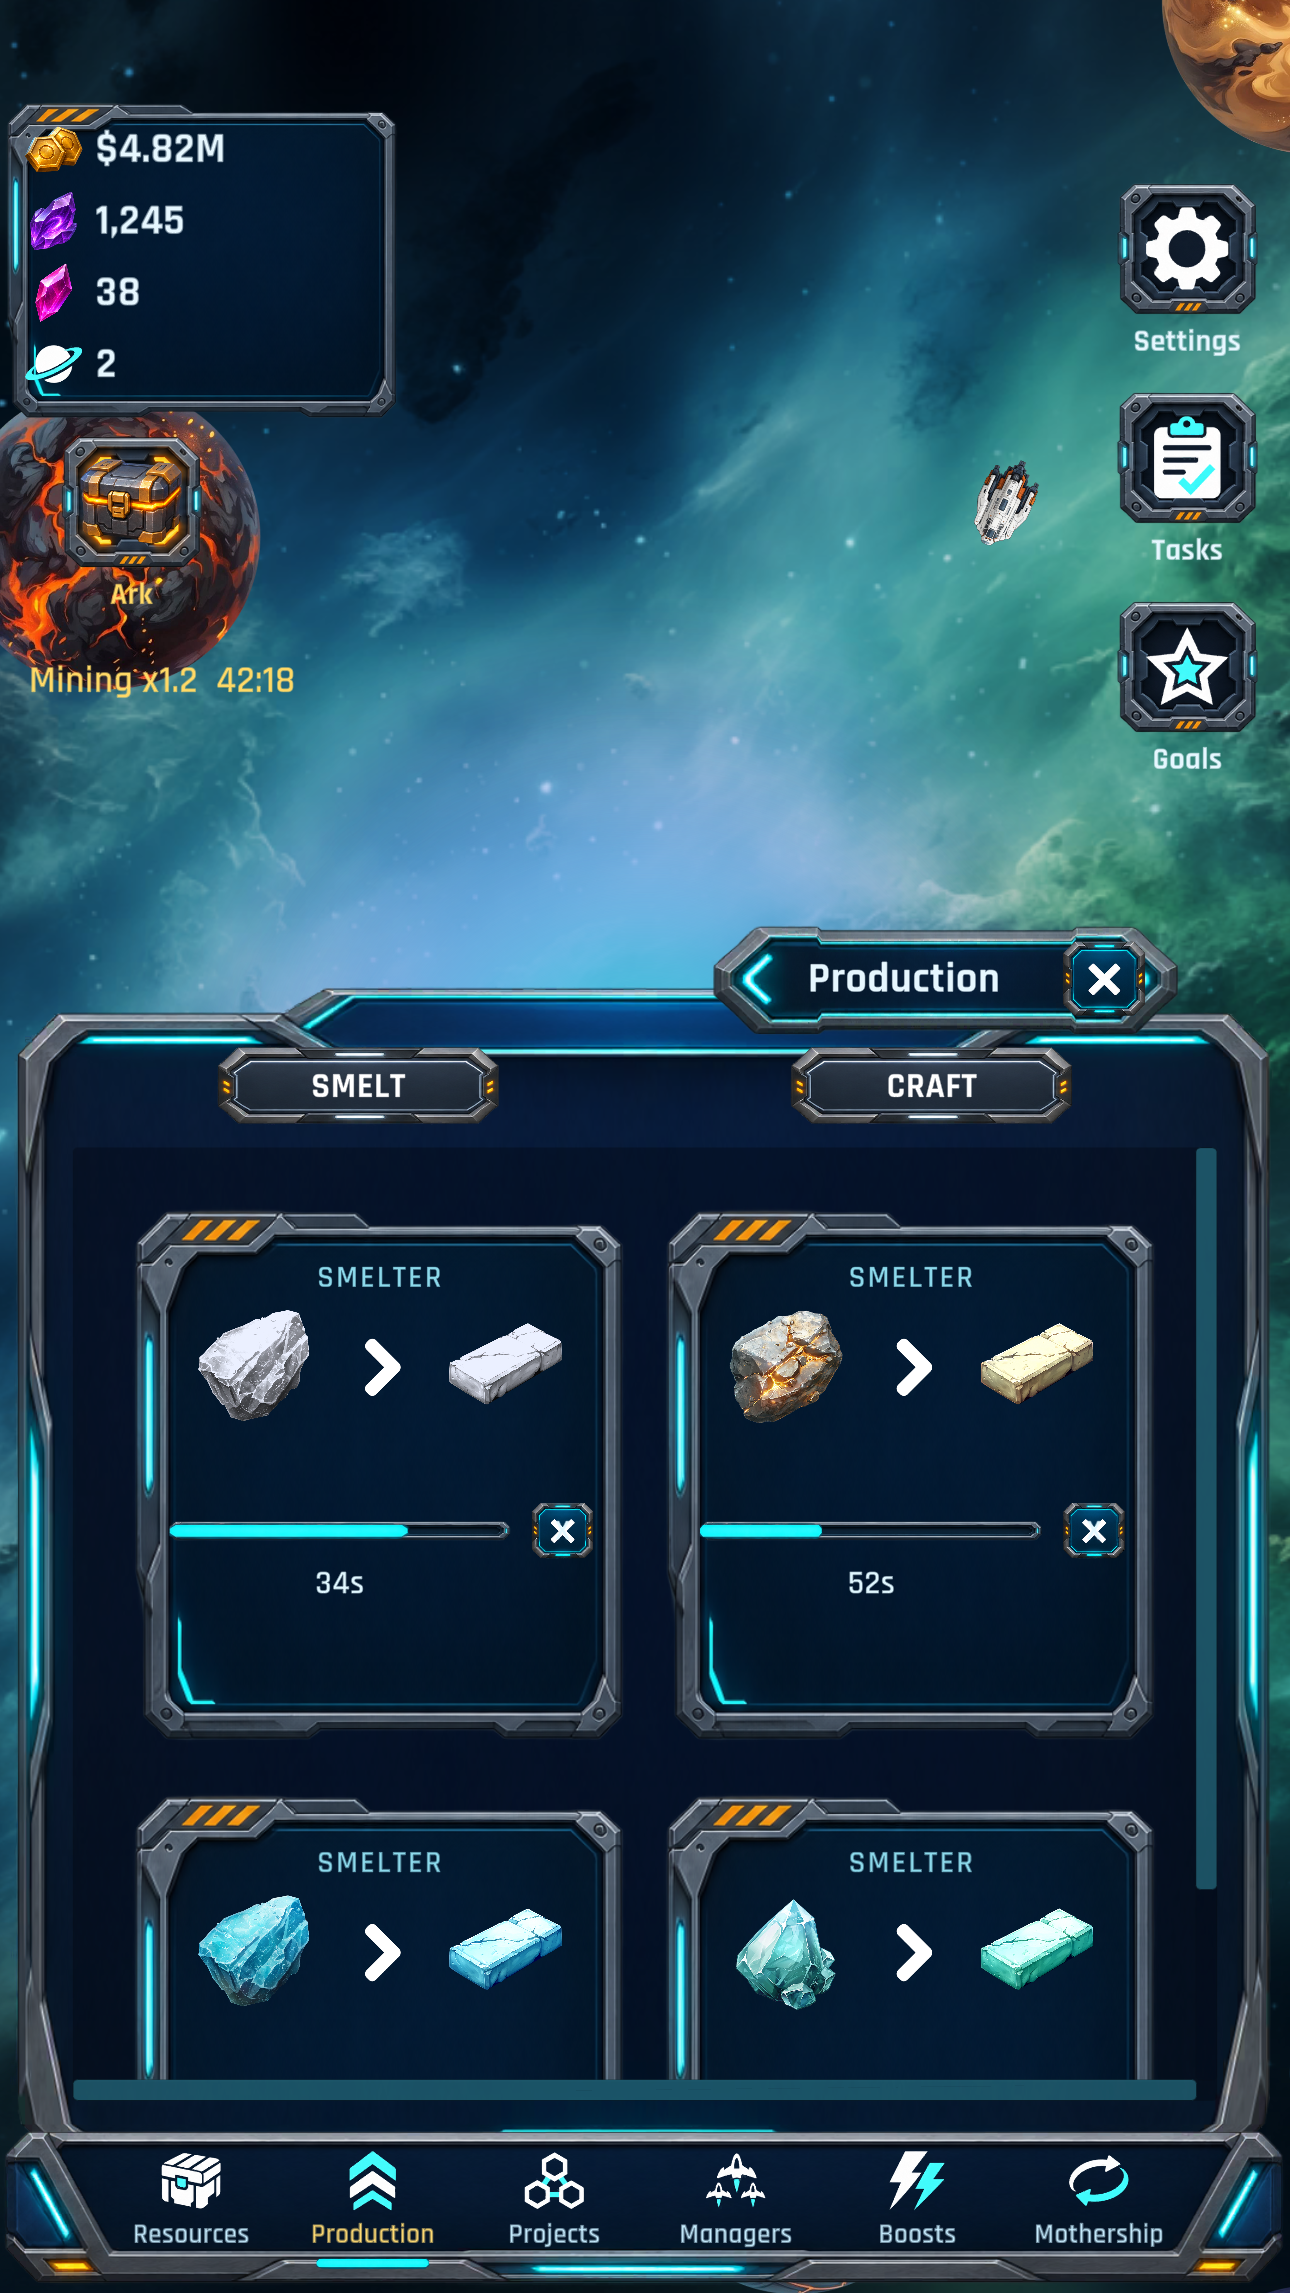 $4.82M
1,245
38
2
Settings
Tasks
Goals
Ark
Mining x1.2 42:18
Production
SMELT
CRAFT
SMELTER
SMELTER
34s
52s
SMELTER
SMELTER
Resources
Production
Projects
Managers
Boosts
Mothership